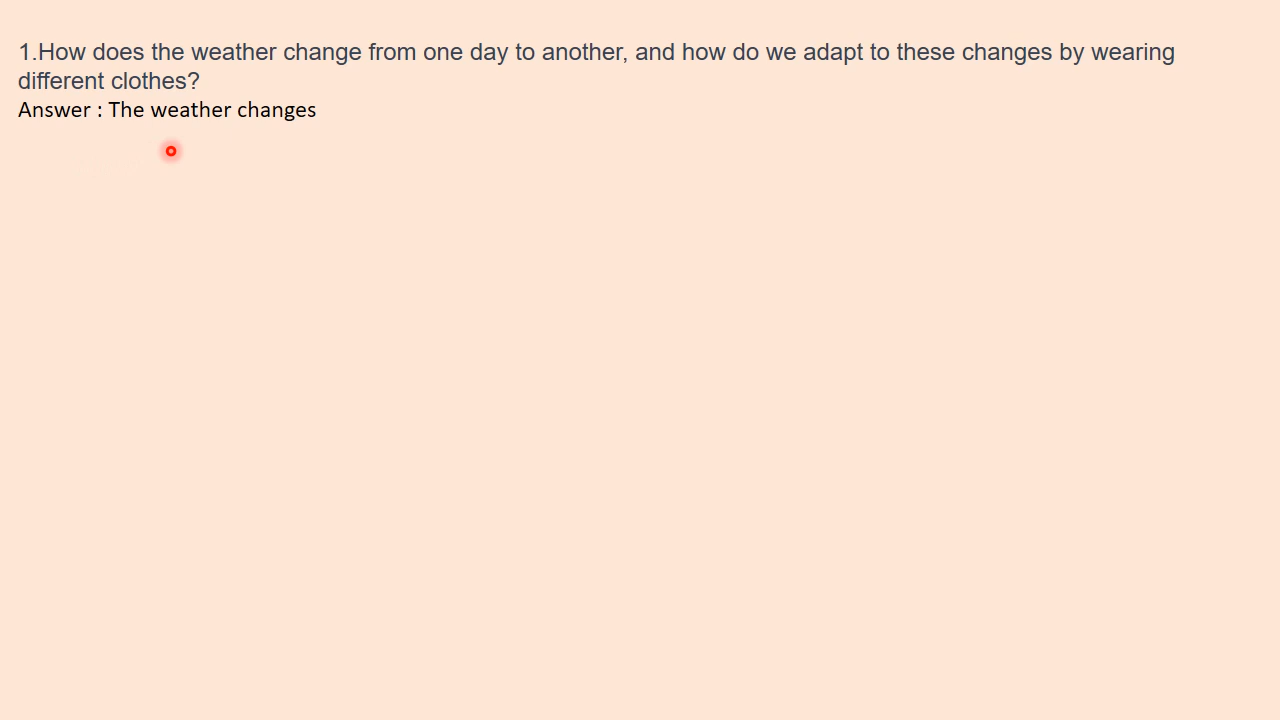 1.How does the weather change from one day to another, and how do we adapt to these changes by wearing
different clothes?
Answer : The weather changes